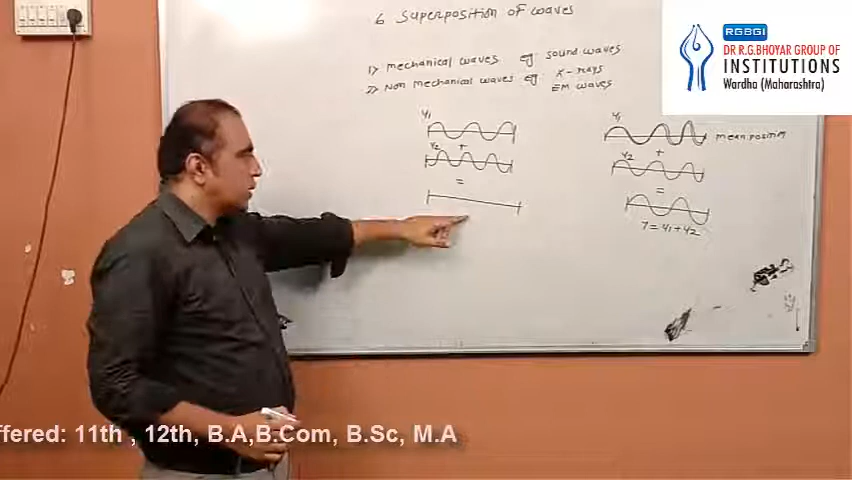 6 Superposition of waves
1) mechanical waves eg: sound waves
2) Non mechanical waves eg X-rays
EM waves
y1
y2 +
=
y1
mean position
y2 +
=
Y = y1 + y2
RGBGI
DR R.G.BHOYAR GROUP OF
INSTITUTIONS
Wardha (Maharashtra)
ffered: 11th , 12th, B.A,B.Com, B.Sc, M.A